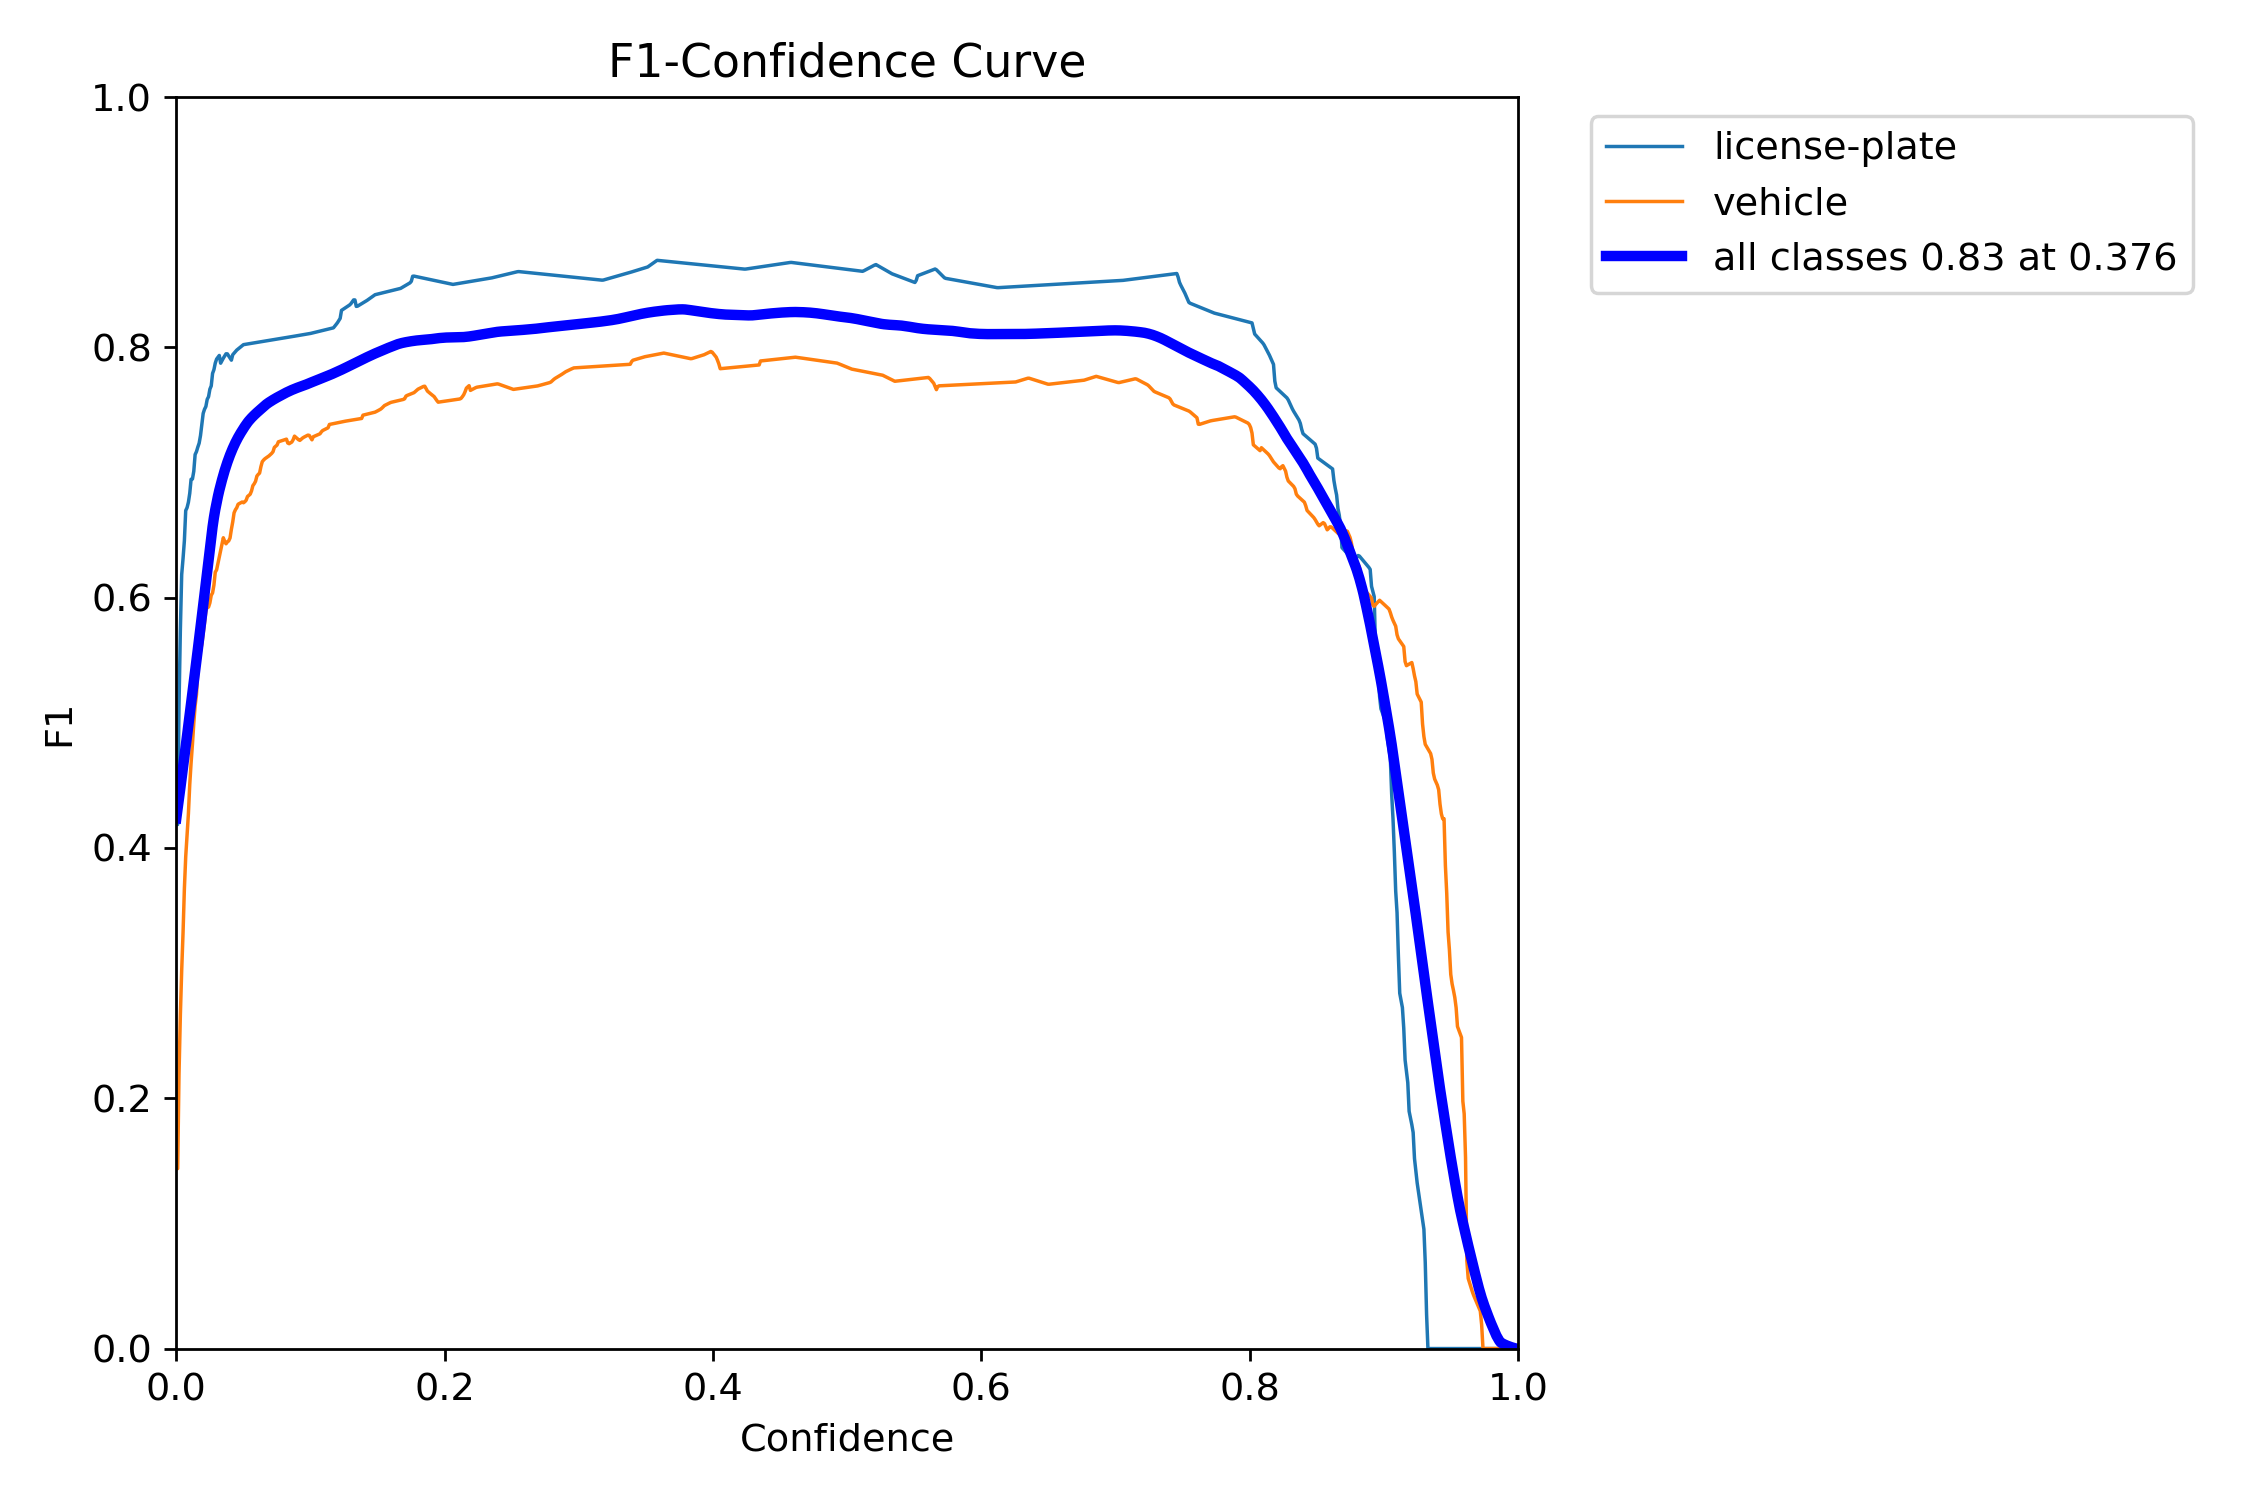 F1-Confidence Curve
1.0
0.8
0.6
0.4
0.2
0.0
F1
0.0 0.2 0.4 0.6 0.8 1.0
Confidence
license-plate
vehicle
all classes 0.83 at 0.376